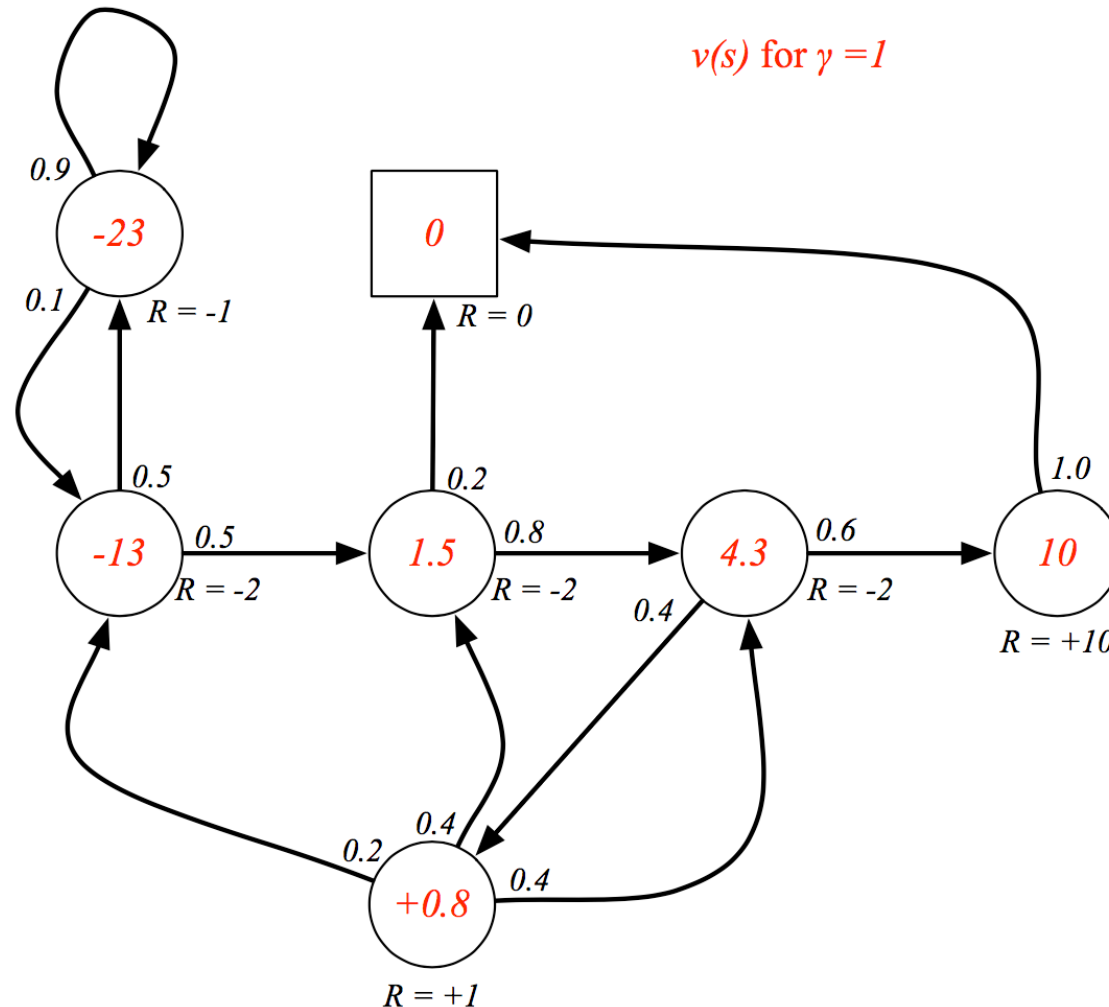 v(s) for γ =1
0.9
-23
0
0.1
R = -1
R = 0
0.5
0.2
1.0
-13
0.5
1.5
0.8
4.3
0.6
10
R = -2
R = -2
0.4
R = -2
R = +10
0.4
0.2
0.4
+0.8
R = +1